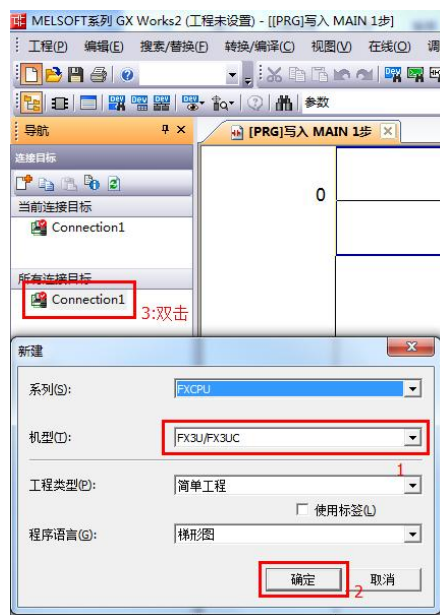 MELSOFT系列 GX Works2 (工程未设置) - [[PRG]写入 MAIN 1步]
工程(P) 编辑(E) 搜索/替换(F) 转换/编译(C) 视图(V) 在线(O) 调
参数
导航
[PRG]写入 MAIN 1步
连接目标
当前连接目标
Connection1
所有连接目标
Connection1
3:双击
0
新建
系列(S): FXCPU
机型(T): FX3U/FX3UC
1
工程类型(P): 简单工程
使用标签(L)
程序语言(G): 梯形图
确定 取消
2